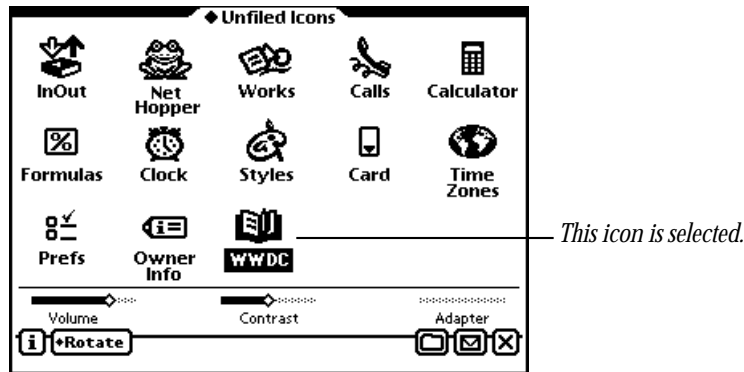 ◆Unfiled Icons
InOut
Net
Hopper
Works
Calls
Calculator
Formulas
Clock
Styles
Card
Time
Zones
Prefs
Owner
Info
WWDC
This icon is selected.
Volume
Contrast
Adapter
i
◆Rotate